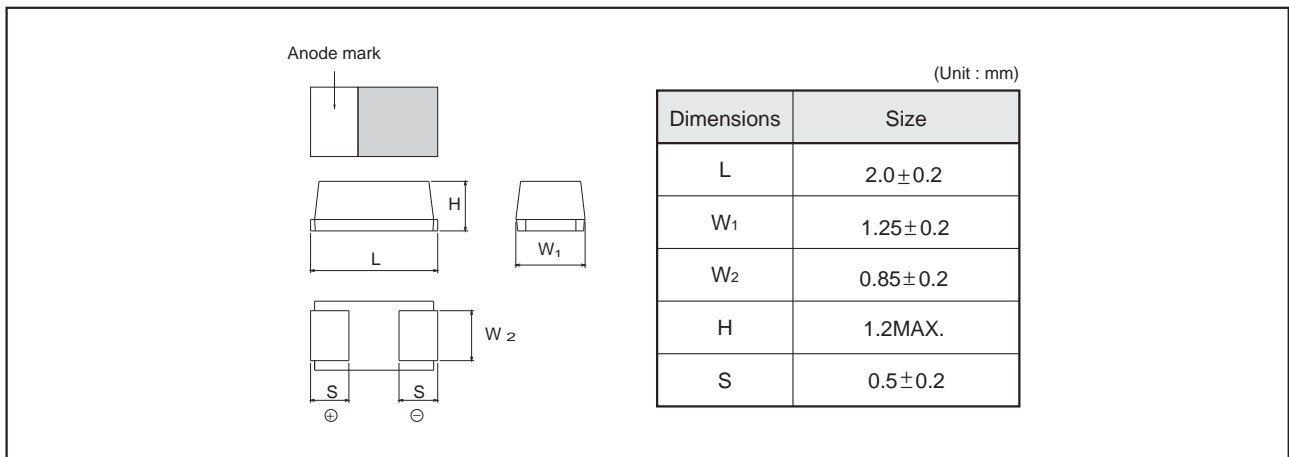 Anode mark
H
L
W₁
W ₂
S
S
⊕
⊖
(Unit : mm)
Dimensions Size
L 2.0±0.2
W₁ 1.25±0.2
W₂ 0.85±0.2
H 1.2MAX.
S 0.5±0.2